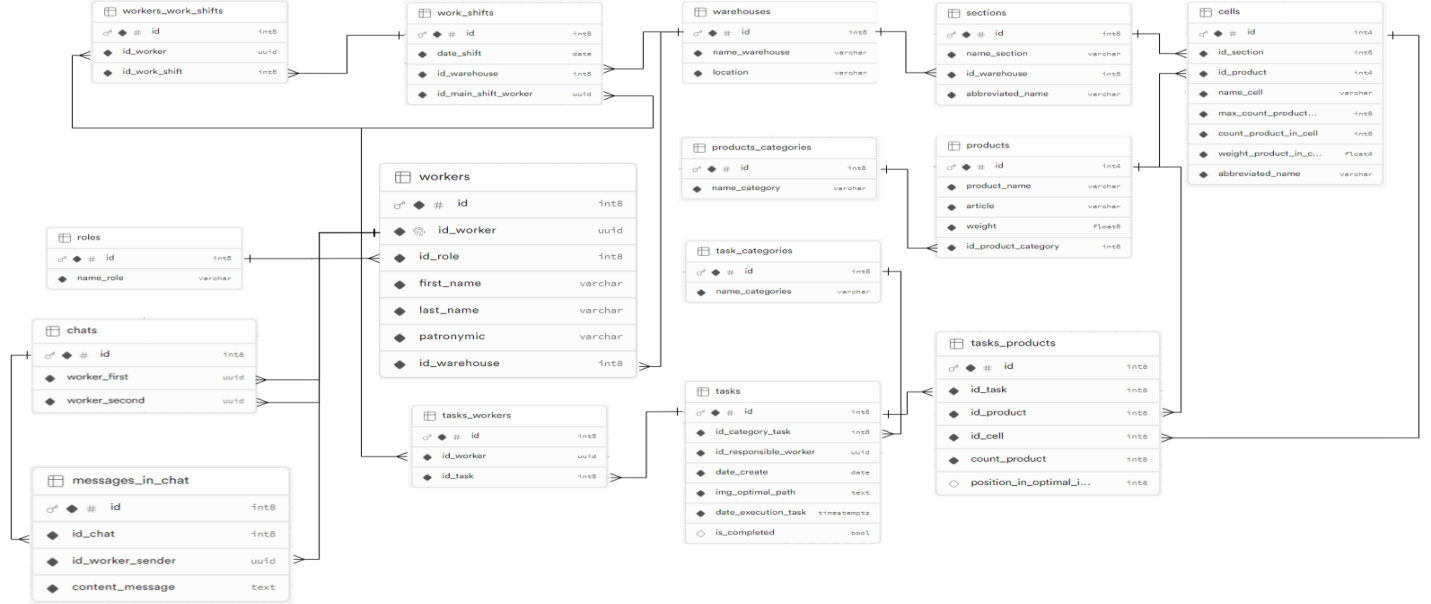 workers_work_shifts
id int8
id_worker uuid
id_work_shift int8
work_shifts
id int8
date_shift date
id_warehouse int8
id_main_shift_worker uuid
warehouses
id int8
name_warehouse varchar
location varchar
sections
id int8
name_section varchar
id_warehouse int8
abbreviated_name varchar
cells
id int4
id_section int8
id_product int4
name_cell varchar
max_count_product... int8
count_product_in_cell int8
weight_product_in_c... float4
abbreviated_name varchar
workers
# id int8
id_worker uuid
id_role int8
first_name varchar
last_name varchar
patronymic varchar
id_warehouse int8
products_categories
# id int8
name_category varchar
products
# id int4
product_name varchar
article varchar
weight float8
id_product_category int8
roles
# id int8
name_role varchar
task_categories
# id int8
name_categories varchar
chats
# id int8
worker_first uuid
worker_second uuid
tasks_products
# id int8
id_task int8
id_product int8
id_cell int8
count_product int8
position_in_optimal_i... int8
tasks_workers
# id int8
id_worker uuid
id_task int8
tasks
# id int8
id_category_task int8
id_responsible_worker uuid
date_create date
img_optimal_path text
date_execution_task timestamptz
is_completed bool
messages_in_chat
# id int8
id_chat int8
id_worker_sender uuid
content_message text